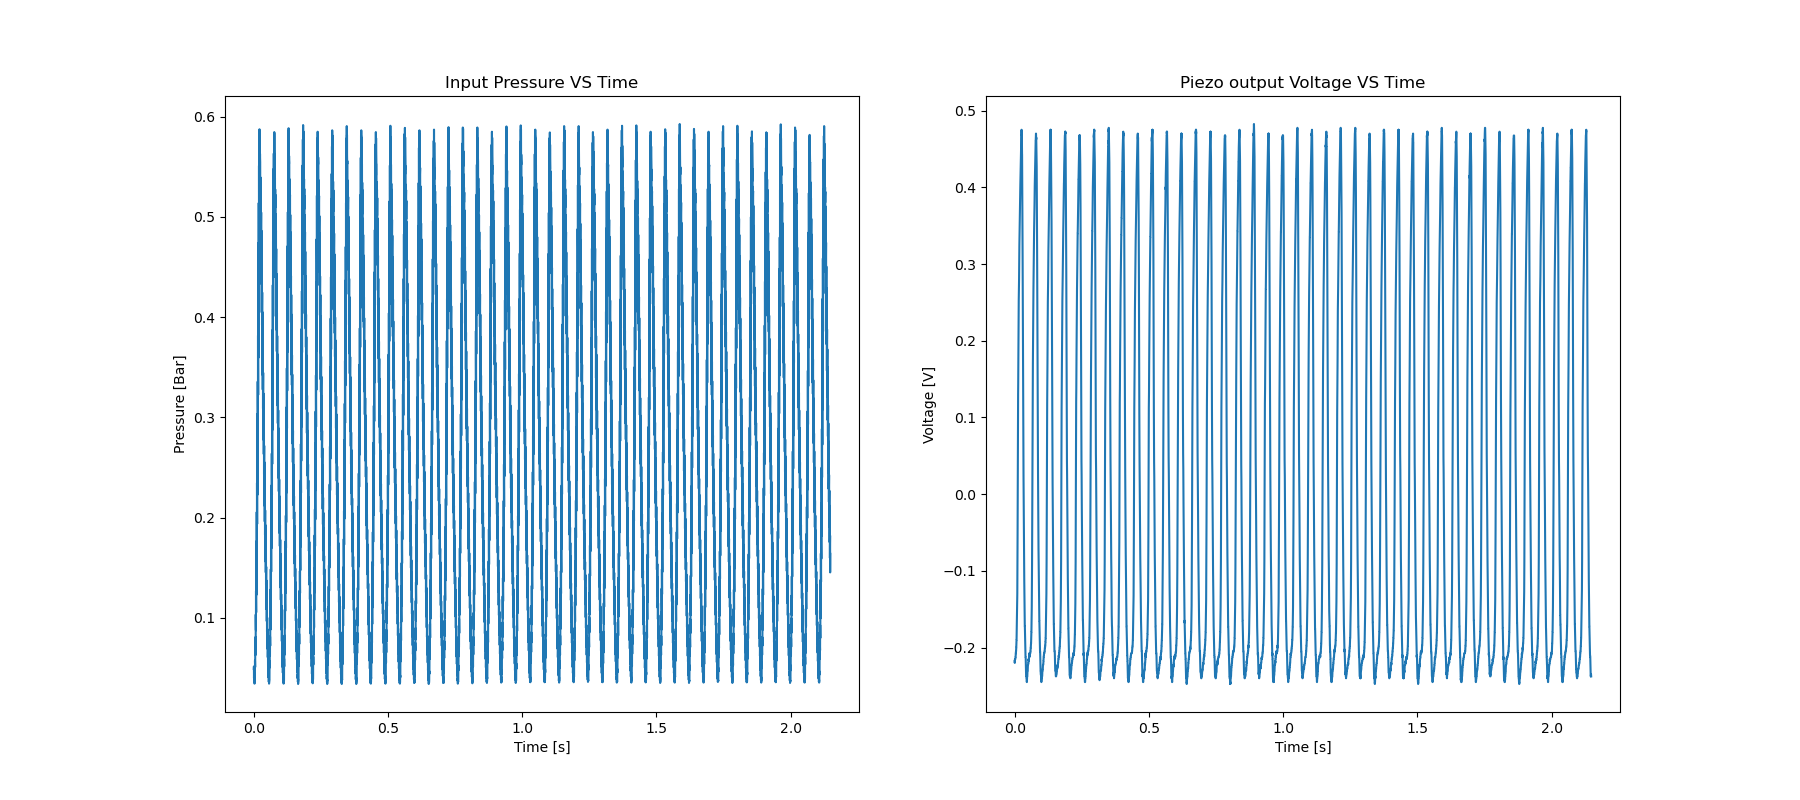 Input Pressure VS Time
Pressure [Bar]
0.6
0.5
0.4
0.3
0.2
0.1
0.0 0.5 1.0 1.5 2.0
Time [s]
Piezo output Voltage VS Time
Voltage [V]
0.5
0.4
0.3
0.2
0.1
0.0
−0.1
−0.2
0.0 0.5 1.0 1.5 2.0
Time [s]